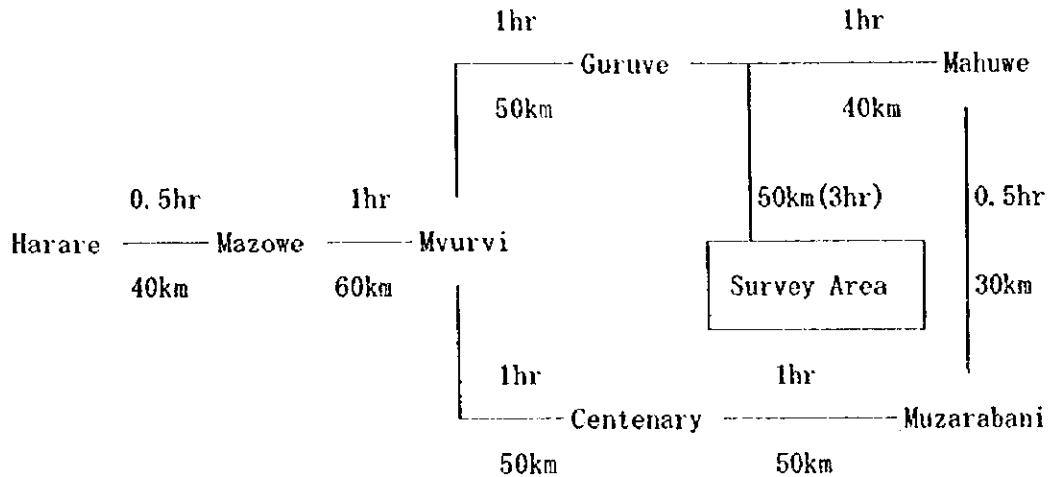 1hr 1hr
Guruve Mahuwe
50km 40km
0.5hr 1hr 50km(3hr) 0.5hr
Harare Mazowe Mvurvi
40km 60km Survey Area 30km
1hr 1hr
Centenary Muzarabani
50km 50km